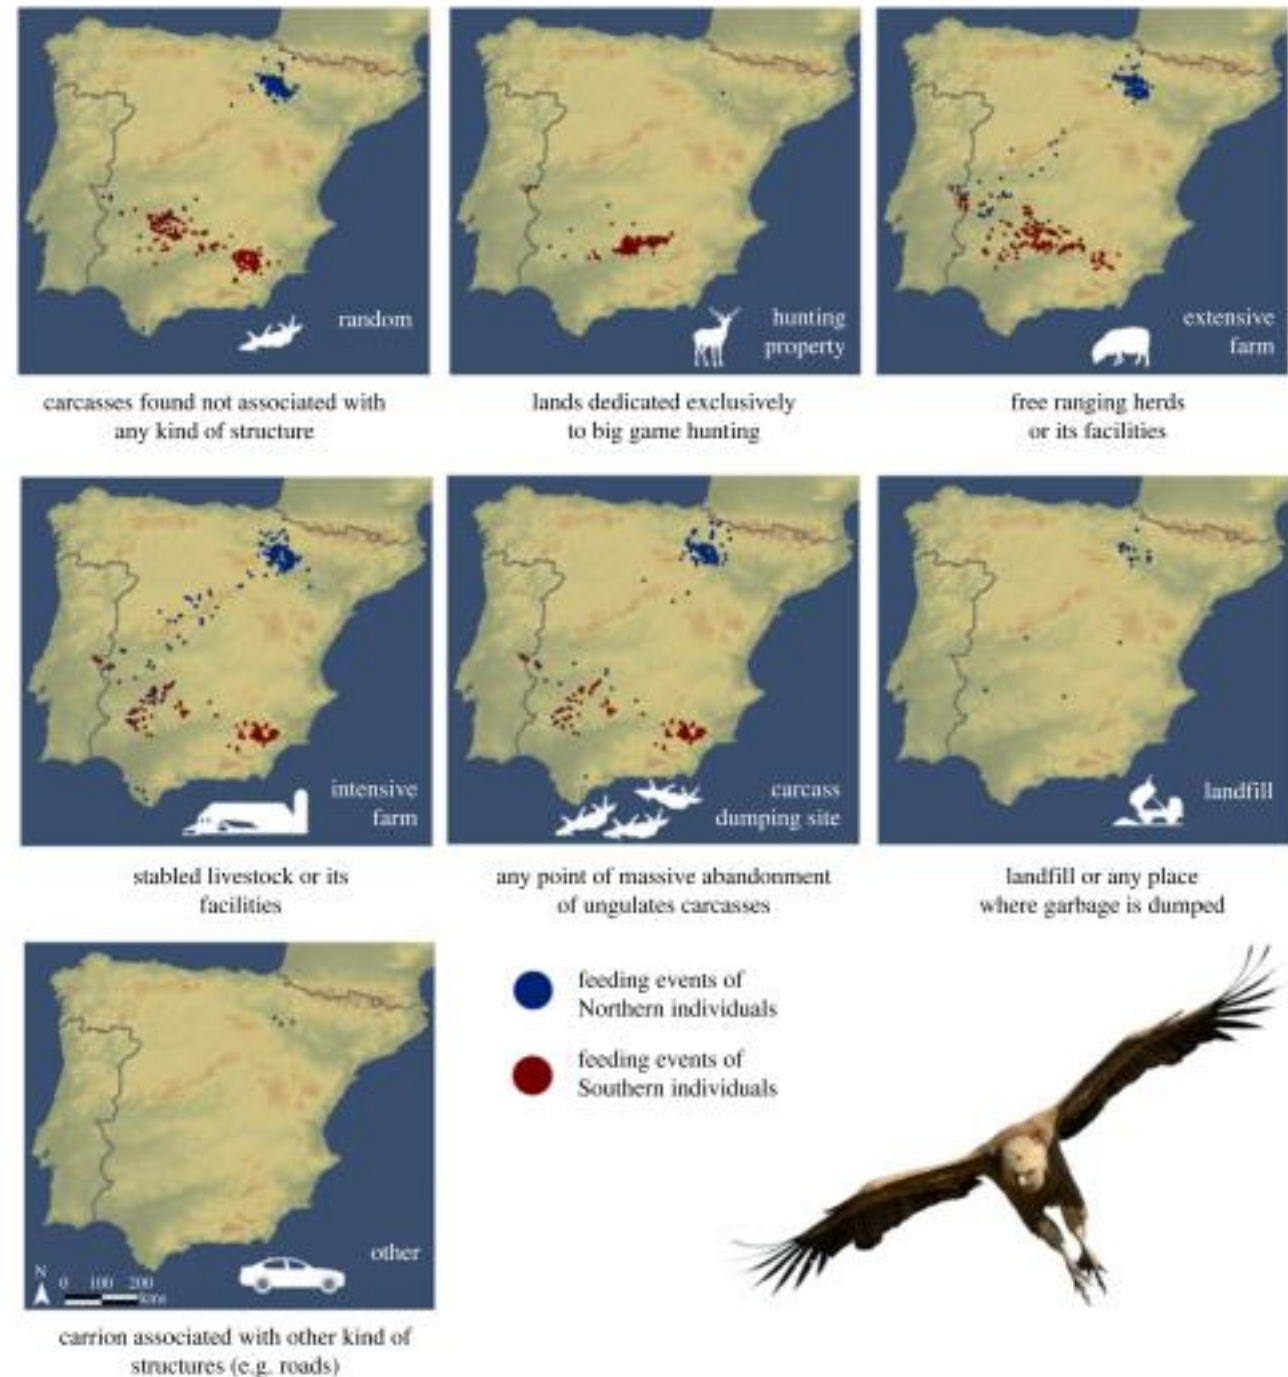 random
hunting
property
extensive
farm
carcasses found not associated with
any kind of structure
lands dedicated exclusively
to big game hunting
free ranging herds
or its facilities
intensive
farm
carcass
dumping site
landfill
stabled livestock or its
facilities
any point of massive abandonment
of ungulates carcasses
landfill or any place
where garbage is dumped
feeding events of
Northern individuals
feeding events of
Southern individuals
other
N
0 100 200
kms
carrion associated with other kind of
structures (e.g. roads)